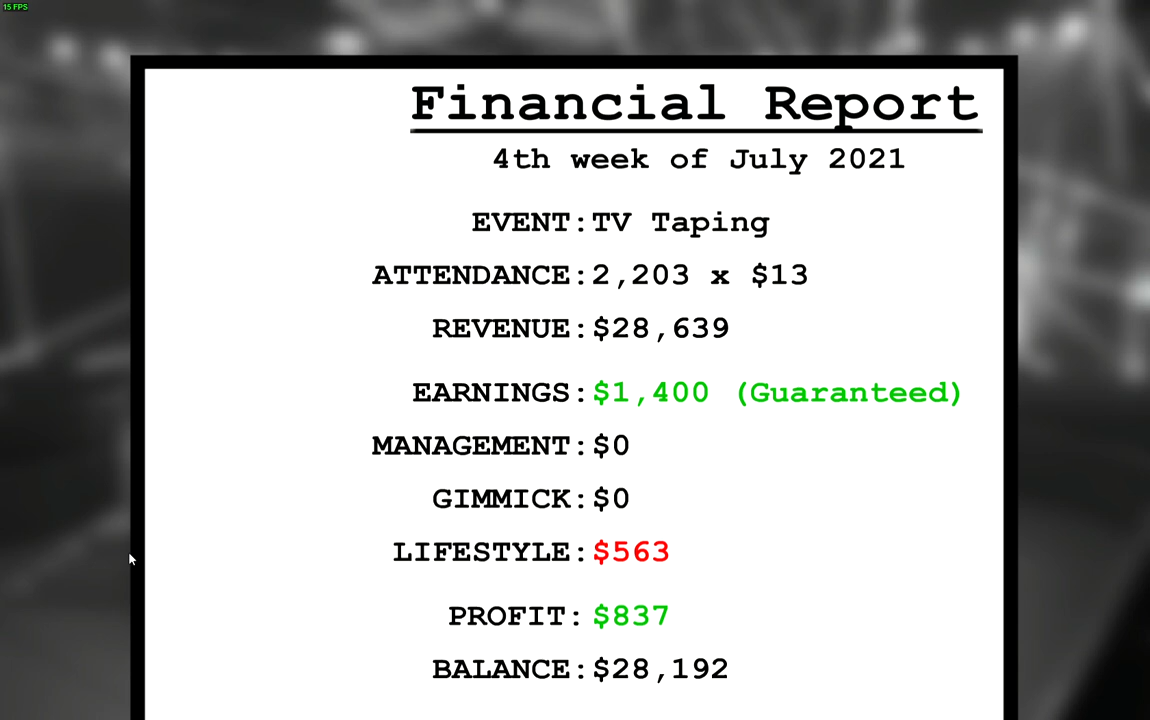 15 FPS
Financial Report
4th week of July 2021
EVENT: TV Taping
ATTENDANCE: 2,203 x $13
REVENUE: $28,639
EARNINGS: $1,400 (Guaranteed)
MANAGEMENT: $0
GIMMICK: $0
LIFESTYLE: $563
PROFIT: $837
BALANCE: $28,192